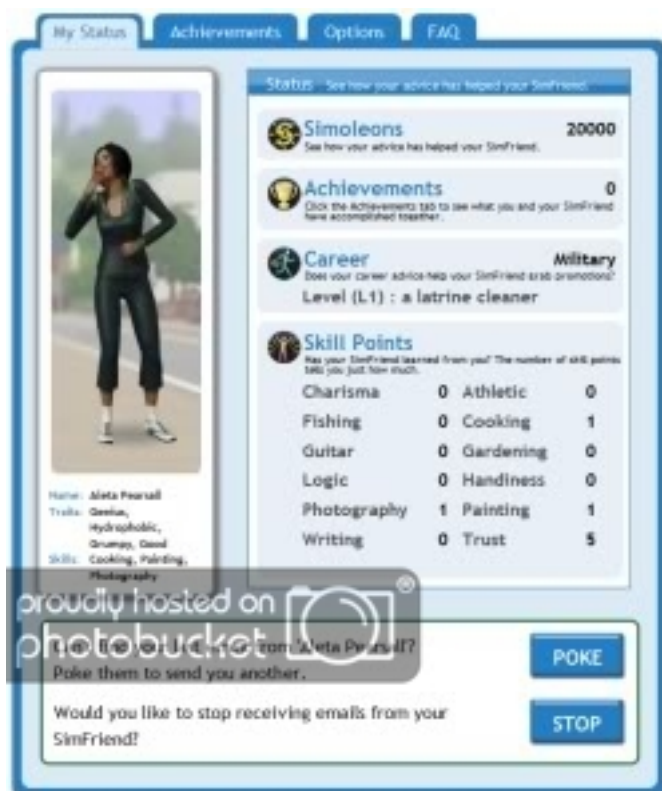 My Status
Achievements
Options
FAQ
Status See how your advice has helped your SimFriend.
Simoleons 20000
See how your advice has helped your SimFriend.
Achievements 0
Click the Achievements tab to see what you and your SimFriend
have accomplished together.
Career Military
Does your career advice help your SimFriend grab promotions?
Level (L1) : a latrine cleaner
Skill Points
Has your SimFriend learned from you? The number of skill points
tells you just how much.
Charisma 0 Athletic 0
Fishing 0 Cooking 1
Guitar 0 Gardening 0
Logic 0 Handiness 0
Photography 1 Painting 1
Writing 0 Trust 5
Name: Aleta Pearsall
Traits: Genius,
Hydrophobic,
Grumpy, Good
Skills: Cooking, Painting,
Photography
proudly hosted on
photobucket ®
from 'Aleta Pearsall'?
Poke them to send you another.
POKE
Would you like to stop receiving emails from your
SimFriend?
STOP